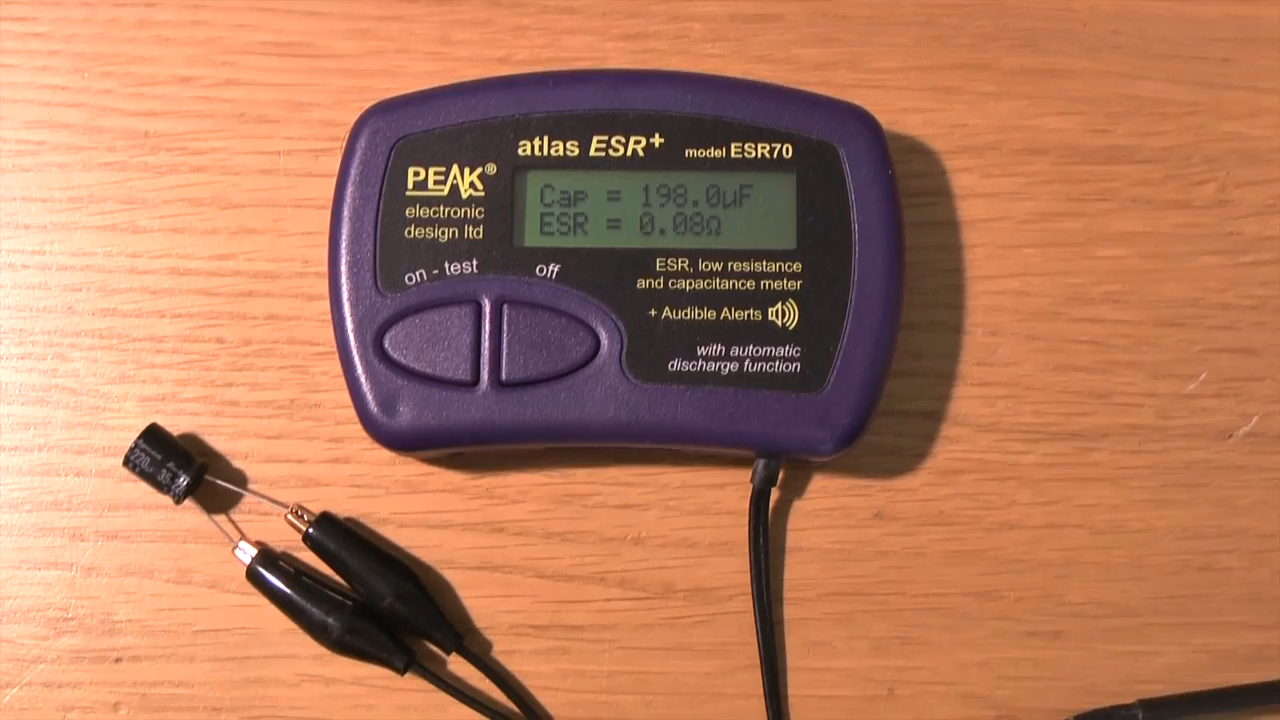 atlas ESR+
model ESR70
PEAK®
electronic
design ltd
Cap = 198.0µF
ESR = 0.08Ω
on - test
off
ESR, low resistance
and capacitance meter
+ Audible Alerts
with automatic
discharge function
220µF